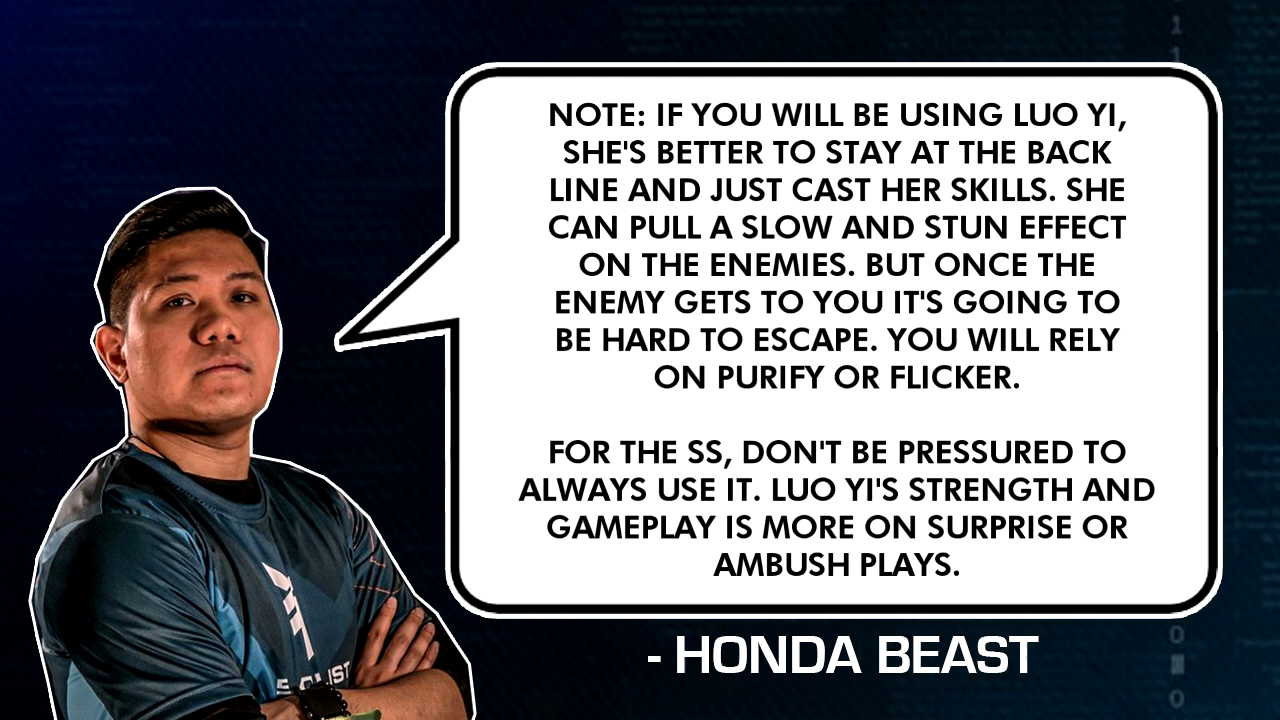 NOTE: IF YOU WILL BE USING LUO YI,
SHE'S BETTER TO STAY AT THE BACK
LINE AND JUST CAST HER SKILLS. SHE
CAN PULL A SLOW AND STUN EFFECT
ON THE ENEMIES. BUT ONCE THE
ENEMY GETS TO YOU IT'S GOING TO
BE HARD TO ESCAPE. YOU WILL RELY
ON PURIFY OR FLICKER.
FOR THE SS, DON'T BE PRESSURED TO
ALWAYS USE IT. LUO YI'S STRENGTH AND
GAMEPLAY IS MORE ON SURPRISE OR
AMBUSH PLAYS.
- HONDA BEAST